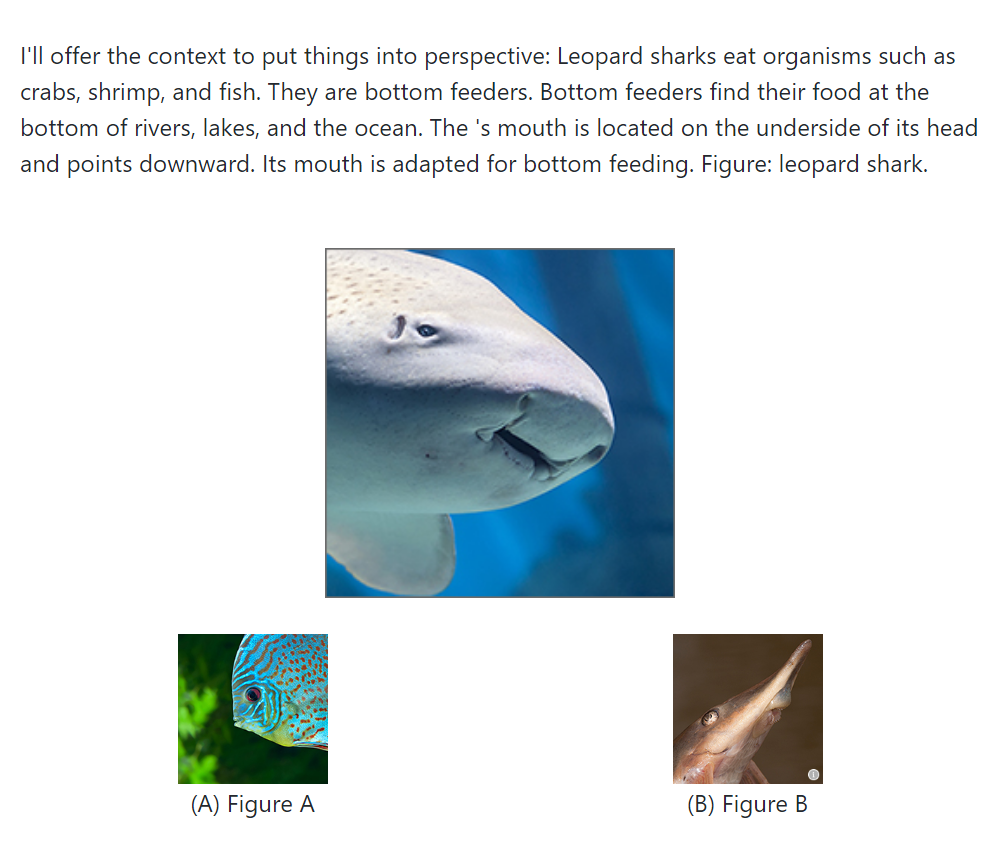 I'll offer the context to put things into perspective: Leopard sharks eat organisms such as
crabs, shrimp, and fish. They are bottom feeders. Bottom feeders find their food at the
bottom of rivers, lakes, and the ocean. The 's mouth is located on the underside of its head
and points downward. Its mouth is adapted for bottom feeding. Figure: leopard shark.
(A) Figure A
(B) Figure B